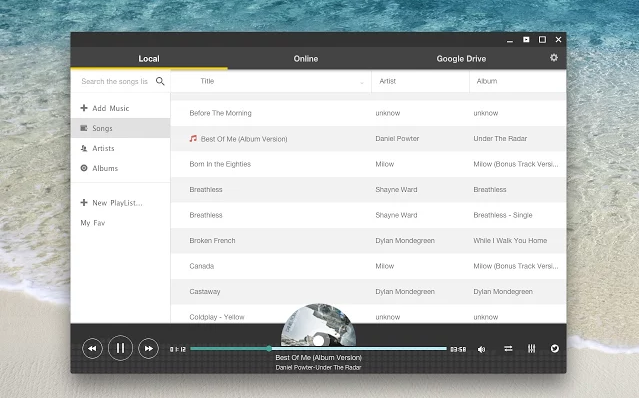 Local Online Google Drive
Search the songs lis
Title Artist Album
Add Music
Songs
Artists
Albums
New PlayList...
My Fav
Before The Morning unknow unknow
Best Of Me (Album Version) Daniel Powter Under The Radar
Born In the Eighties Milow Milow (Bonus Track Versi...
Breathless Shayne Ward Breathless
Breathless Shayne Ward Breathless - Single
Broken French Dylan Mondegreen While I Walk You Home
Canada Milow Milow (Bonus Track Versi...
Castaway Dylan Mondegreen Dylan Mondegreen
Coldplay - Yellow unknow unknow
01:12 03:58
Best Of Me (Album Version)
Daniel Powter-Under The Radar